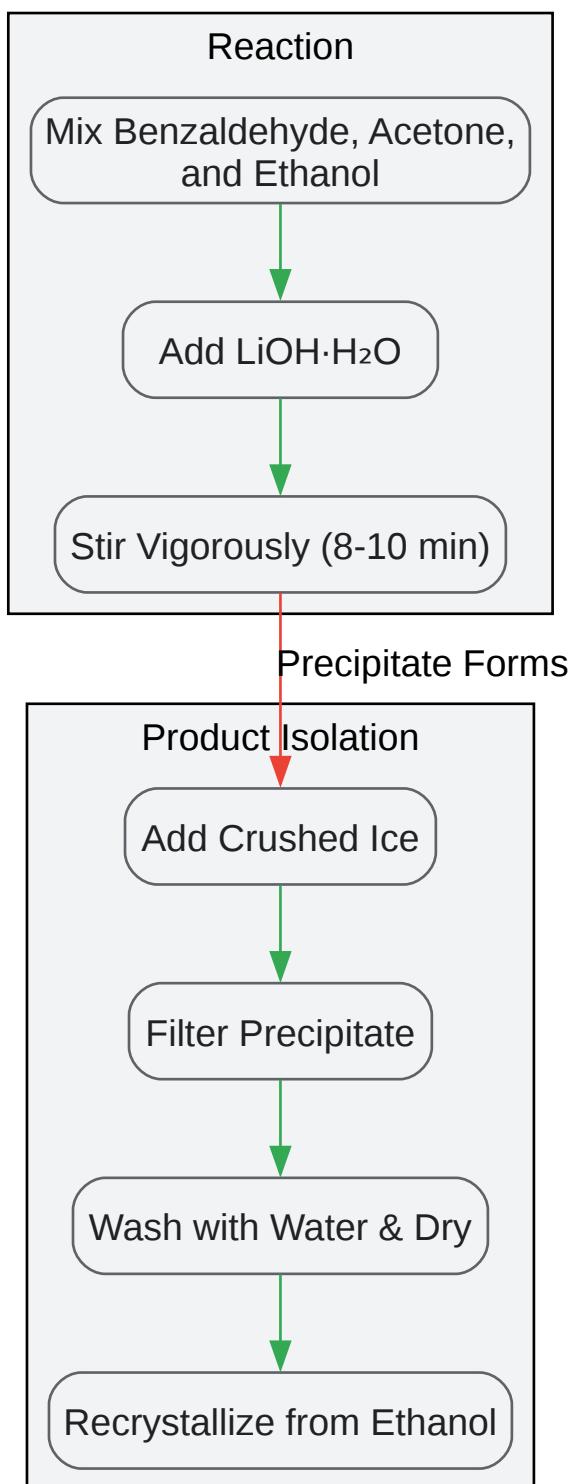 Reaction
Mix Benzaldehyde, Acetone,
and Ethanol
Add LiOH·H₂O
Stir Vigorously (8-10 min)
Precipitate Forms
Product Isolation
Add Crushed Ice
Filter Precipitate
Wash with Water & Dry
Recrystallize from Ethanol